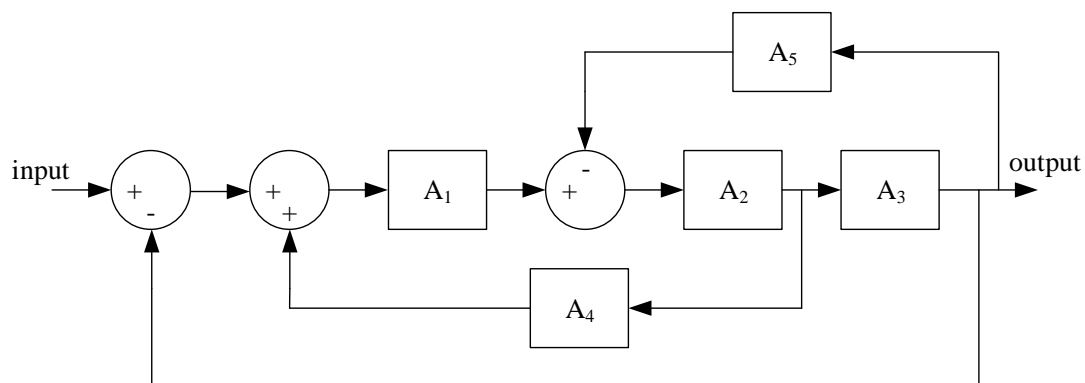 A₅
input
+
-
+
+
A₁
+
-
A₂
A₃
output
A₄